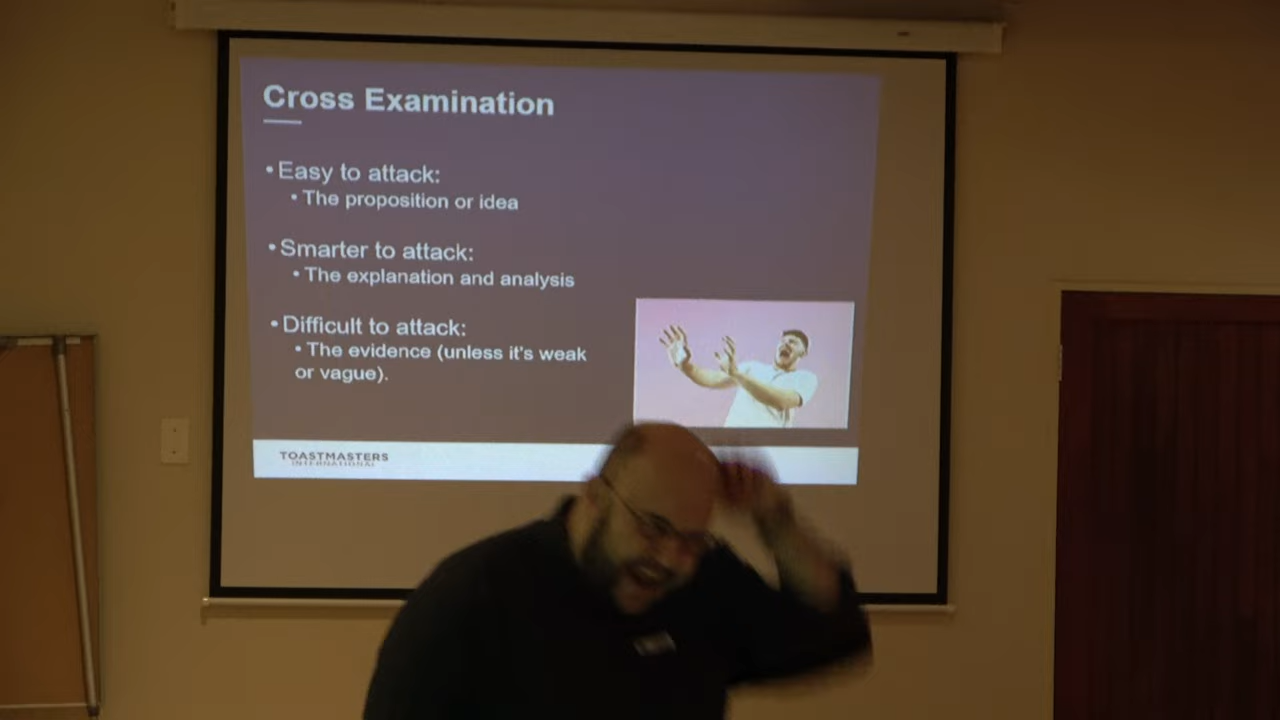 Cross Examination
• Easy to attack:
• The proposition or idea
• Smarter to attack:
• The explanation and analysis
• Difficult to attack:
• The evidence (unless it's weak
or vague).
TOASTMASTERS
INTERNATIONAL